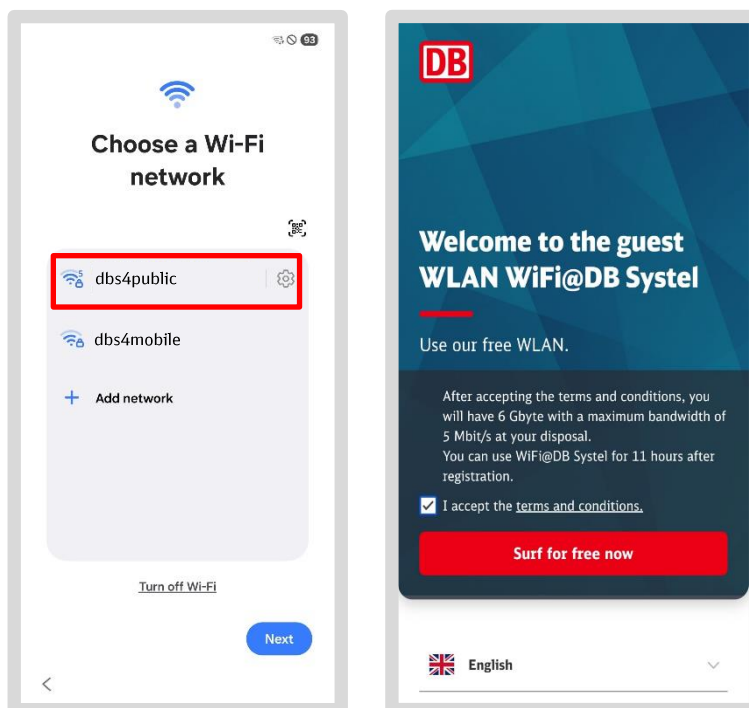 93
Choose a Wi-Fi
network
5
dbs4public
dbs4mobile
+ Add network
Turn off Wi-Fi
Next
DB
Welcome to the guest
WLAN WiFi@DB Systel
Use our free WLAN.
After accepting the terms and conditions, you
will have 6 Gbyte with a maximum bandwidth of
5 Mbit/s at your disposal.
You can use WiFi@DB Systel for 11 hours after
registration.
I accept the terms and conditions.
Surf for free now
English